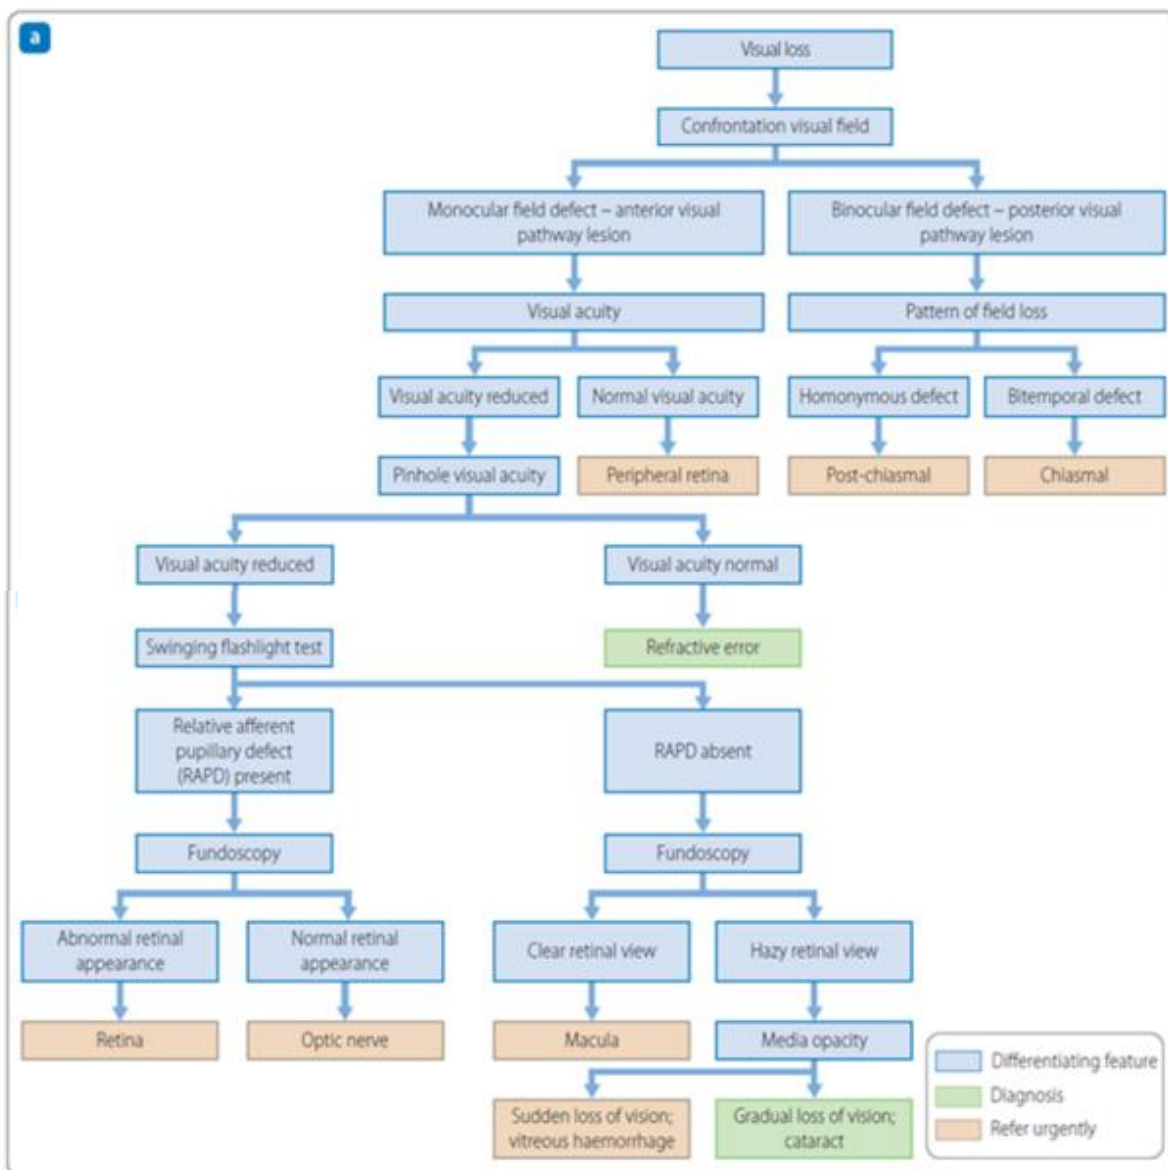 a
Visual loss
Confrontation visual field
Monocular field defect – anterior visual
pathway lesion
Binocular field defect – posterior visual
pathway lesion
Visual acuity
Pattern of field loss
Visual acuity reduced
Normal visual acuity
Homonymous defect
Bitemporal defect
Pinhole visual acuity
Peripheral retina
Post-chiasmal
Chiasmal
Visual acuity reduced
Visual acuity normal
Swinging flashlight test
Refractive error
Relative afferent
pupillary defect
(RAPD) present
RAPD absent
Fundoscopy
Fundoscopy
Abnormal retinal
appearance
Normal retinal
appearance
Clear retinal view
Hazy retinal view
Retina
Optic nerve
Macula
Media opacity
Sudden loss of vision;
vitreous haemorrhage
Gradual loss of vision;
cataract
Differentiating feature
Diagnosis
Refer urgently